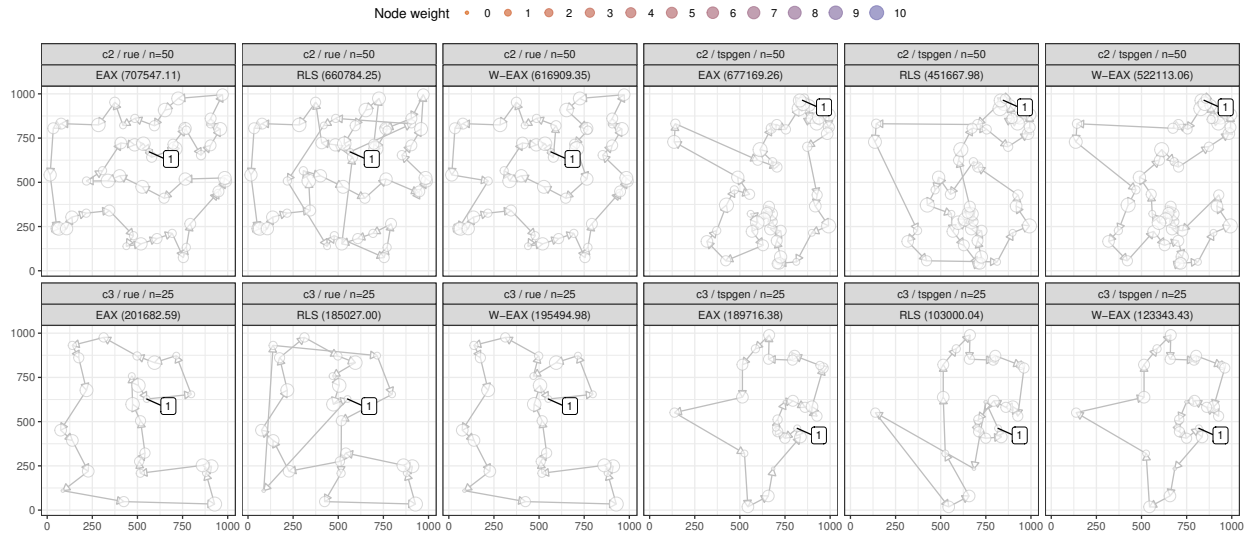 Node weight 0 1 2 3 4 5 6 7 8 9 10
c2 / rue / n=50 c2 / rue / n=50 c2 / rue / n=50 c2 / tspgen / n=50 c2 / tspgen / n=50 c2 / tspgen / n=50
EAX (707547.11) RLS (660784.25) W−EAX (616909.35) EAX (677169.26) RLS (451667.98) W−EAX (522113.06)
1000
1 1 1
750
1 1 1
500
250
0
c3 / rue / n=25 c3 / rue / n=25 c3 / rue / n=25 c3 / tspgen / n=25 c3 / tspgen / n=25 c3 / tspgen / n=25
EAX (201682.59) RLS (185027.00) W−EAX (195494.98) EAX (189716.38) RLS (103000.04) W−EAX (123343.43)
1000
750
1 1 1
500
1 1 1
250
0
0 250 500 750 1000 0 250 500 750 1000 0 250 500 750 1000 0 250 500 750 1000 0 250 500 750 1000 0 250 500 750 1000